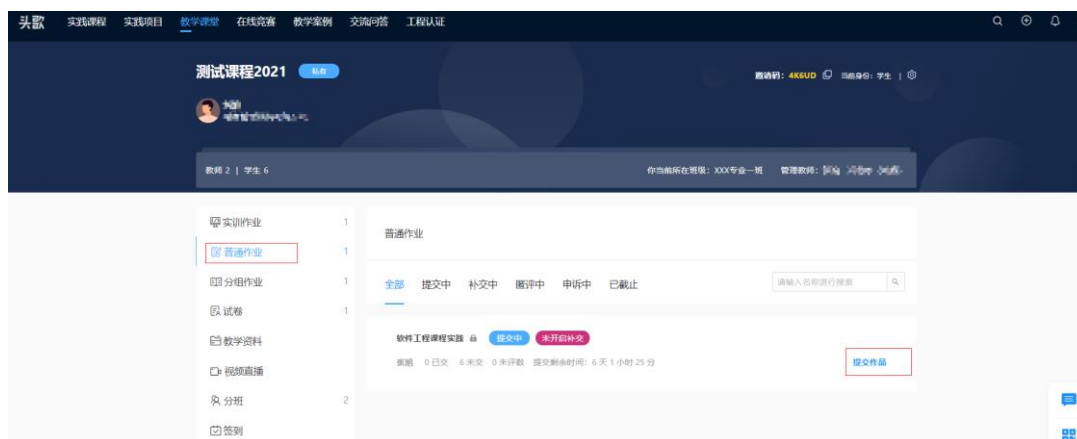 头歌 实践课程 实践项目 教学课堂 在线竞赛 教学案例 交流问答 工程认证
测试课程2021 私有
邀请码：4K6UD 当前身份：学生 |
教师 2 | 学生 6
你当前所在班级：XXX专业一班 管理教师：
实训作业 1
普通作业 1
分组作业 1
试卷 1
教学资料
视频直播
分班 2
签到
普通作业
全部 提交中 补交中 匿评中 申诉中 已截止
请输入名称进行搜索
软件工程课程实践 提交中 未开启补交
0 已交 6 未交 0 未评数 提交剩余时间：6 天 1 小时 25 分
提交作品